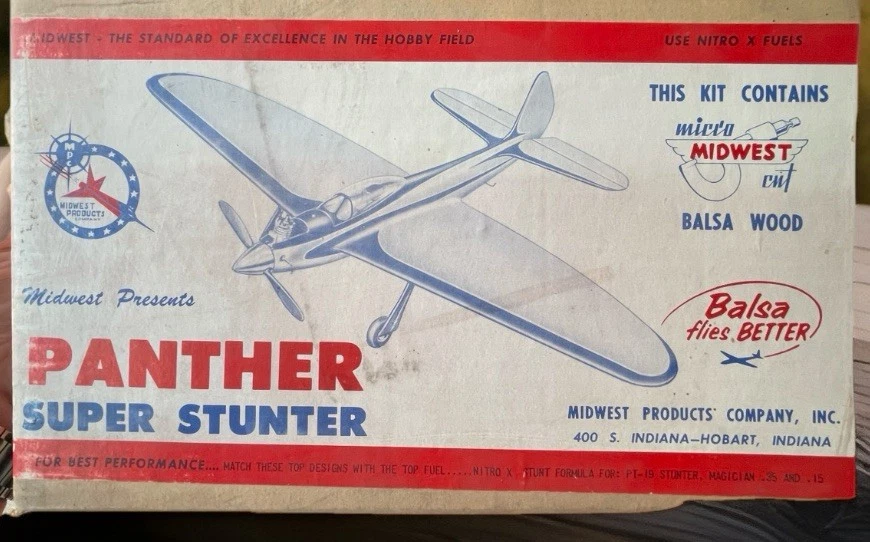 MIDWEST - THE STANDARD OF EXCELLENCE IN THE HOBBY FIELD
USE NITRO X FUELS
THIS KIT CONTAINS
micro
MIDWEST
cut
BALSA WOOD
MPC
MIDWEST
PRODUCTS
Midwest Presents
PANTHER
SUPER STUNTER
Balsa
flies BETTER
MIDWEST PRODUCTS COMPANY, INC.
400 S. INDIANA—HOBART, INDIANA
FOR BEST PERFORMANCE.... MATCH THESE TOP DESIGNS WITH THE TOP FUEL.....NITRO X STUNT FORMULA FOR: PT-19 STUNTER, MAGICIAN .35 AND .15